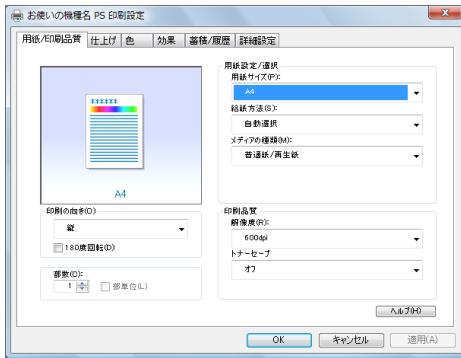 お使いの機種名 PS 印刷設定
用紙/印刷品質 仕上げ 色 効果 蓄積/履歴 詳細設定
******
A4
印刷の向き(O)
縦
180度回転(D)
部数(C):
1 部単位(L)
用紙設定/選択
用紙サイズ(P):
A4
給紙方法(S):
自動選択
メディアの種類(M):
普通紙/再生紙
印刷品質
解像度(R):
600dpi
トナーセーブ
オフ
ヘルプ(H)
OK キャンセル 適用(A)